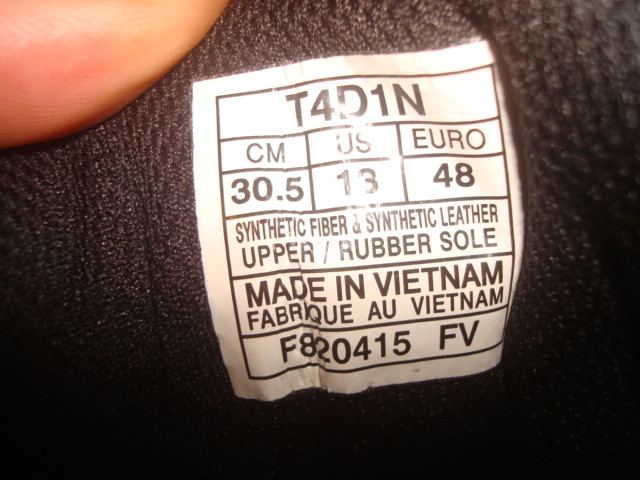 T4D1N
CM US EURO
30.5 13 48
SYNTHETIC FIBER & SYNTHETIC LEATHER
UPPER / RUBBER SOLE
MADE IN VIETNAM
FABRIQUE AU VIETNAM
F820415 FV